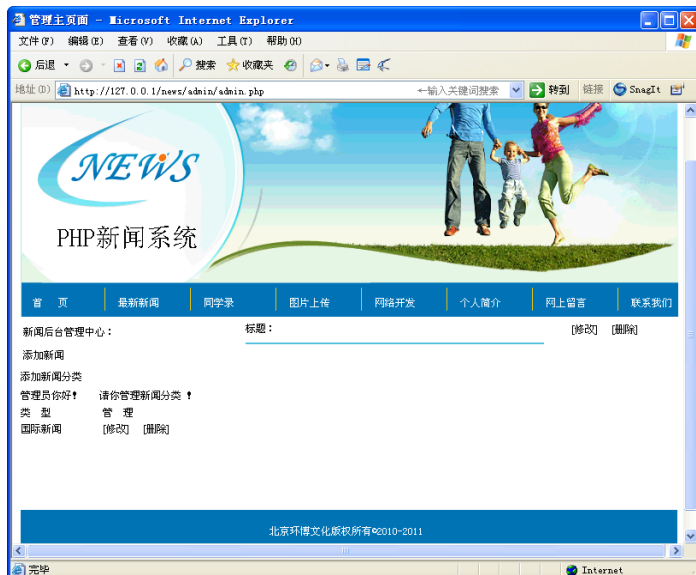 管理主页面 - Microsoft Internet Explorer
文件(F) 编辑(E) 查看(V) 收藏(A) 工具(T) 帮助(H)
后退 搜索 收藏夹
地址(D) http://127.0.0.1/news/admin/admin.php ←输入关键词搜索 转到 链接 SnagIt
NEWS
PHP新闻系统
首 页 最新新闻 同学录 图片上传 网络开发 个人简介 网上留言 联系我们
新闻后台管理中心： 标题： [修改] [删除]
添加新闻
添加新闻分类
管理员你好！ 请你管理新闻分类！
类 型 管 理
国际新闻 [修改] [删除]
北京环博文化版权所有©2010-2011
完毕 Internet